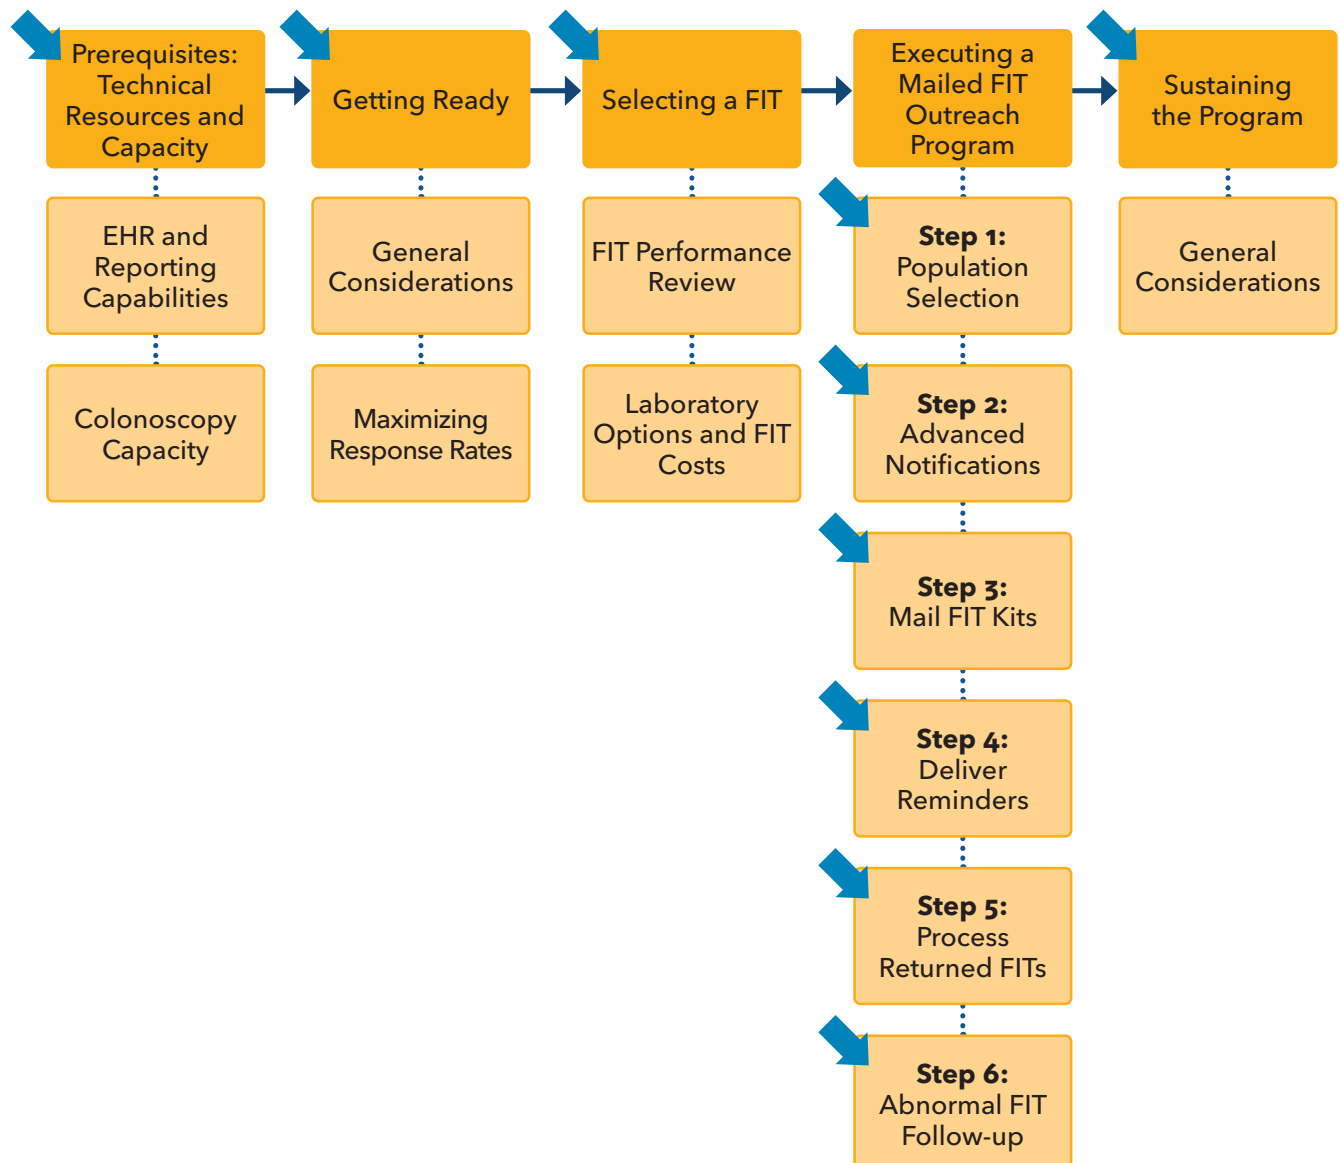 Prerequisites:
Technical
Resources and
Capacity
EHR and
Reporting
Capabilities
Colonoscopy
Capacity
Getting Ready
General
Considerations
Maximizing
Response Rates
Selecting a FIT
FIT Performance
Review
Laboratory
Options and FIT
Costs
Executing a
Mailed FIT
Outreach
Program
Step 1:
Population
Selection
Step 2:
Advanced
Notifications
Step 3:
Mail FIT Kits
Step 4:
Deliver
Reminders
Step 5:
Process
Returned FITs
Step 6:
Abnormal FIT
Follow-up
Sustaining
the Program
General
Considerations